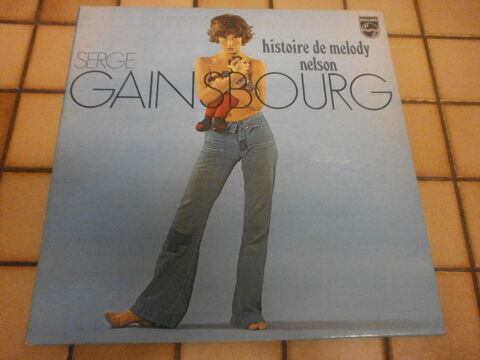 SERGE
GAINSBOURG
histoire de melody
nelson
PHILIPS